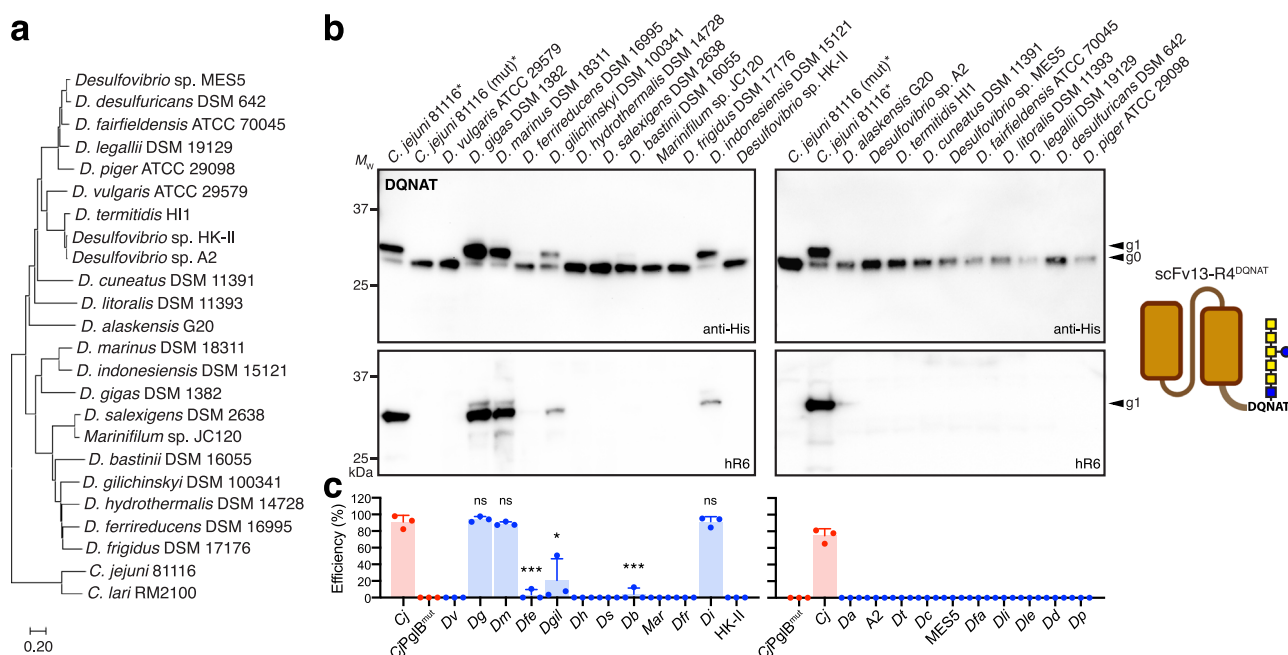 a
Desulfovibrio sp. MES5
D. desulfuricans DSM 642
D. fairfieldensis ATCC 70045
D. legallii DSM 19129
D. piger ATCC 29098
D. vulgaris ATCC 29579
D. termitidis HI1
Desulfovibrio sp. HK-II
Desulfovibrio sp. A2
D. cuneatus DSM 11391
D. litoralis DSM 11393
D. alaskensis G20
D. marinus DSM 18311
D. indonesiensis DSM 15121
D. gigas DSM 1382
D. salexigens DSM 2638
Marinifilum sp. JC120
D. bastinii DSM 16055
D. gilichinskyi DSM 100341
D. hydrothermalis DSM 14728
D. ferrireducens DSM 16995
D. frigidus DSM 17176
C. jejuni 81116
C. lari RM2100
0.20
b
C. jejuni 81116*
C. jejuni 81116 (mut)*
D. vulgaris ATCC 29579
D. gigas DSM 1382
D. marinus DSM 18311
D. ferrireducens DSM 16995
D. gilichinskyi DSM 100341
D. hydrothermalis DSM 14728
D. salexigens DSM 2638
D. bastinii DSM 16055
Marinifilum sp. JC120
D. frigidus DSM 17176
D. indonesiensis DSM 15121
Desulfovibrio sp. HK-II
C. jejuni 81116 (mut)*
C. jejuni 81116*
D. alaskensis G20
Desulfovibrio sp. A2
D. termitidis HI1
D. cuneatus DSM 11391
Desulfovibrio sp. MES5
D. fairfieldensis ATCC 70045
D. litoralis DSM 11393
D. legallii DSM 19129
D. desulfuricans DSM 642
D. piger ATCC 29098
Mw
DQNAT
37
25
anti-His
anti-His
g1
g0
37
25
kDa
hR6
hR6
g1
scFv13-R4DQNAT
DQNAT
c
Efficiency (%)
120
100
80
60
40
20
0
ns
ns
***
*
***
ns
Cj
CjPglBmut
Dv
Dg
Dm
Dfe
Dgil
Dh
Ds
Db
Mar
Dfr
Di
HK-II
CjPglBmut
Cj
Da
A2
Dt
Dc
MES5
Dfa
Dli
Dle
Dd
Dp